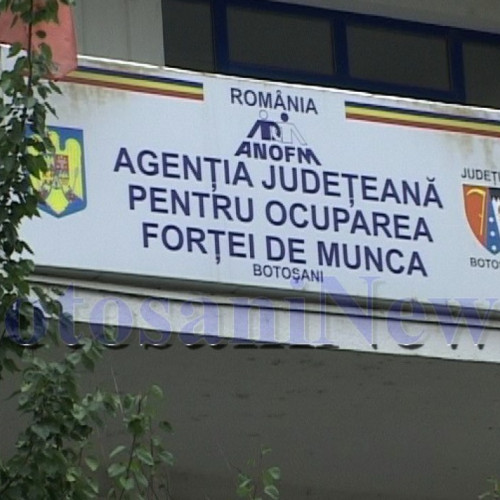 ROMÂNIA
ANOFM
AGENȚIA JUDEȚEANĂ
PENTRU OCUPAREA
FORȚEI DE MUNCA
BOTOȘANI